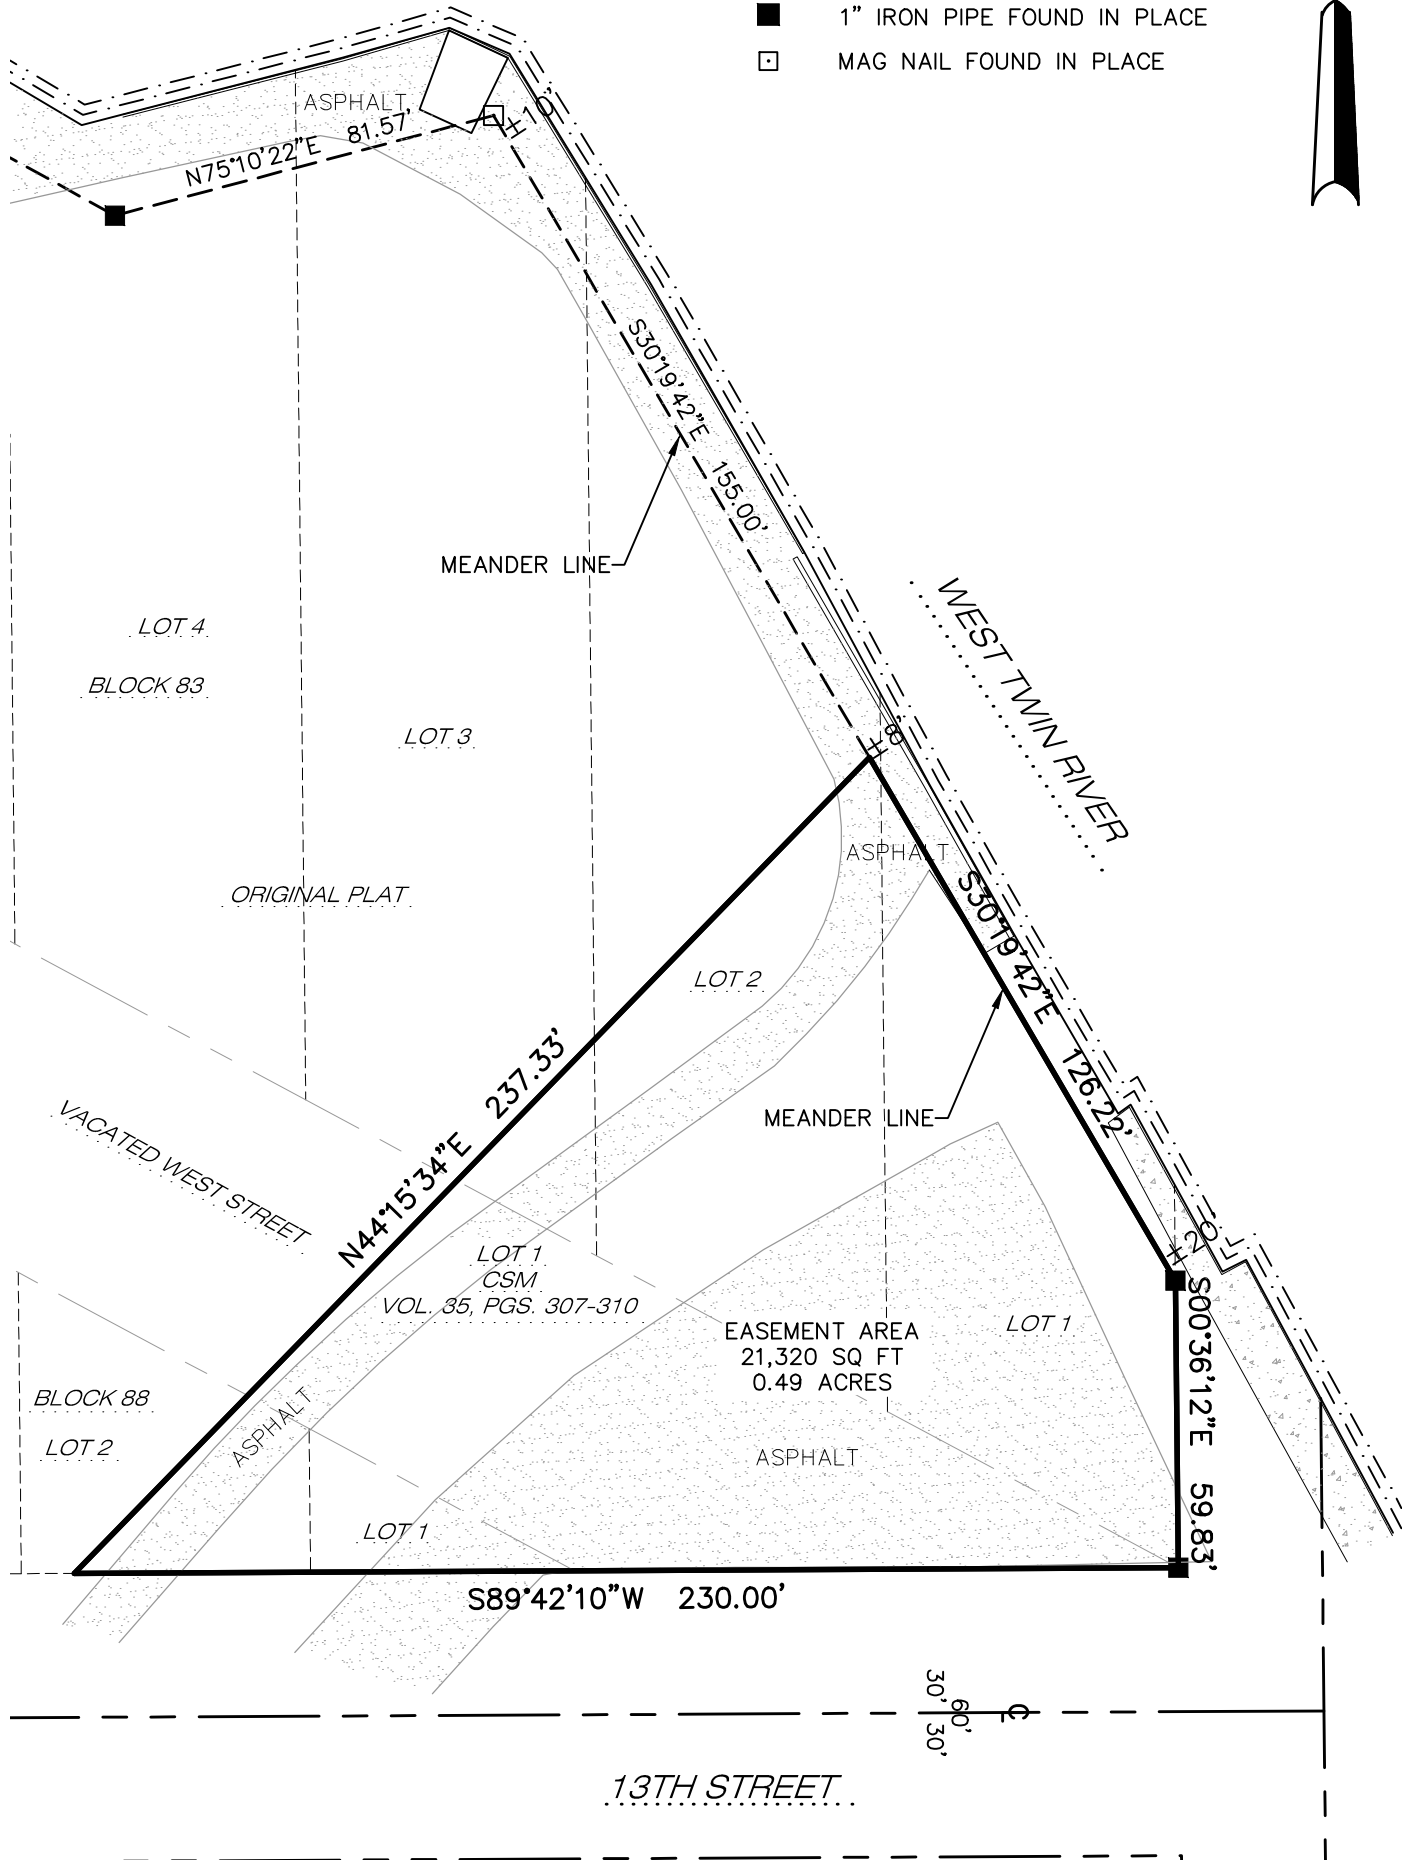 1" IRON PIPE FOUND IN PLACE
MAG NAIL FOUND IN PLACE
ASPHALT
±10'
N75°10'22"E 81.57'
S30°19'42"E 155.00'
MEANDER LINE
WEST TWIN RIVER
LOT 4
BLOCK 83
LOT 3
±8'
ASPHALT
ORIGINAL PLAT
S30°19'42"E 126.22'
LOT 2
N44°15'34"E 237.33'
MEANDER LINE
VACATED WEST STREET
±20'
LOT 1
CSM
VOL. 35, PGS. 307-310
LOT 1
EASEMENT AREA
21,320 SQ FT
0.49 ACRES
S00°36'12"E 59.83'
BLOCK 88
LOT 2
ASPHALT
ASPHALT
LOT 1
S89°42'10"W 230.00'
30' 30'
60'
CL
13TH STREET